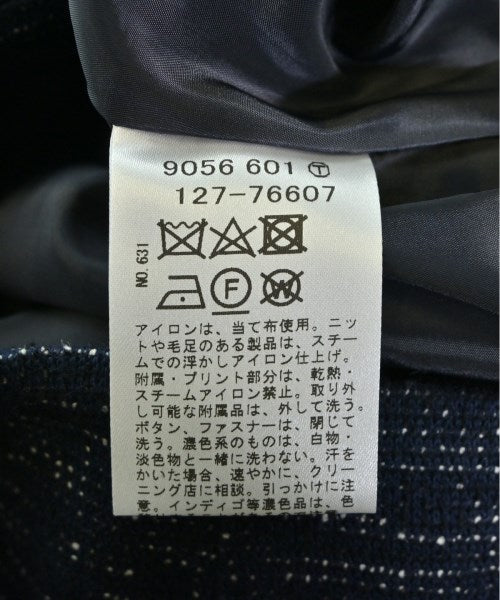 9056 601 Ⓣ
127-76607
NO. 631
F
W
アイロンは、当て布使用。ニッ
トや毛足のある製品は、スチー
ムでの浮かしアイロン仕上げ。
附属・プリント部分は、乾熱・
スチームアイロン禁止。取り外
し可能な附属品は、外して洗う。
ボタン、ファスナーは、閉じて
洗う。濃色系のものは、白物・
淡色物と一緒に洗わない。汗を
かいた場合、速やかに、クリー
ニング店に相談。引っかけに注
意。インディゴ等濃色品は、色